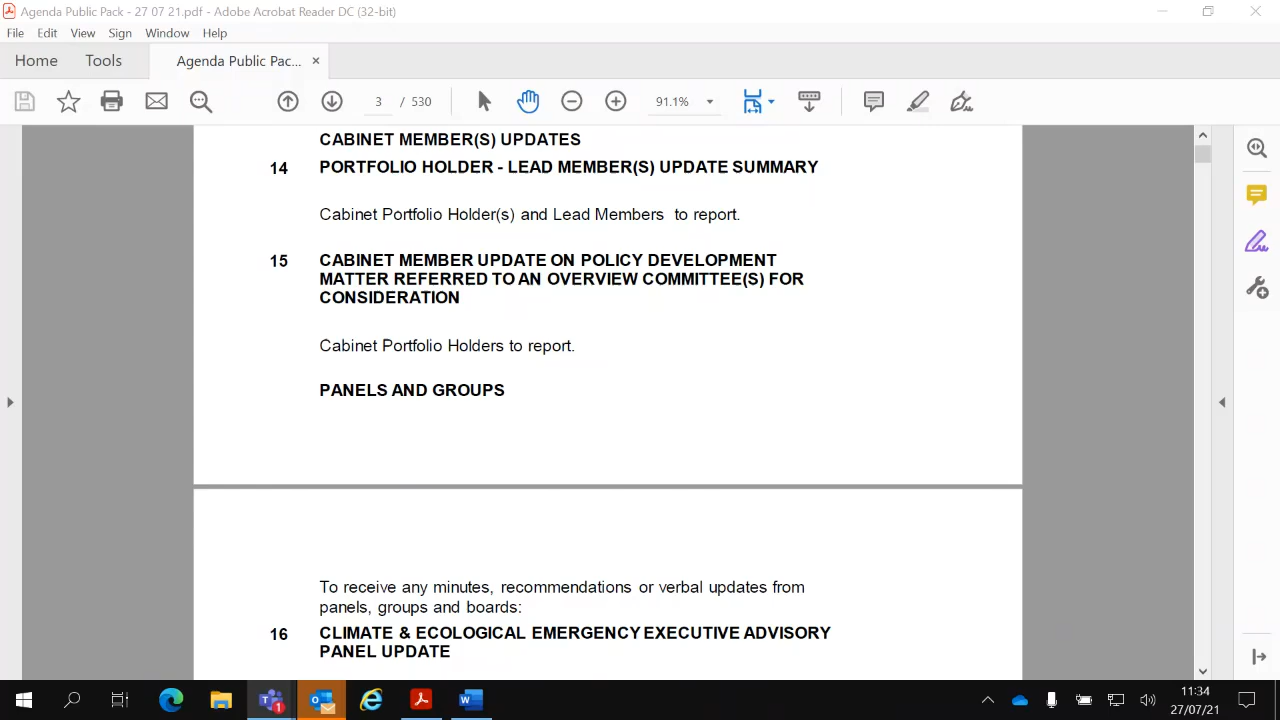 Agenda Public Pack - 27 07 21.pdf - Adobe Acrobat Reader DC (32-bit)
File Edit View Sign Window Help
Home Tools Agenda Public Pac... ×
3 / 530 91.1%
CABINET MEMBER(S) UPDATES
14 PORTFOLIO HOLDER - LEAD MEMBER(S) UPDATE SUMMARY
Cabinet Portfolio Holder(s) and Lead Members to report.
15 CABINET MEMBER UPDATE ON POLICY DEVELOPMENT
MATTER REFERRED TO AN OVERVIEW COMMITTEE(S) FOR
CONSIDERATION
Cabinet Portfolio Holders to report.
PANELS AND GROUPS
To receive any minutes, recommendations or verbal updates from
panels, groups and boards:
16 CLIMATE & ECOLOGICAL EMERGENCY EXECUTIVE ADVISORY
PANEL UPDATE
11:34
27/07/21